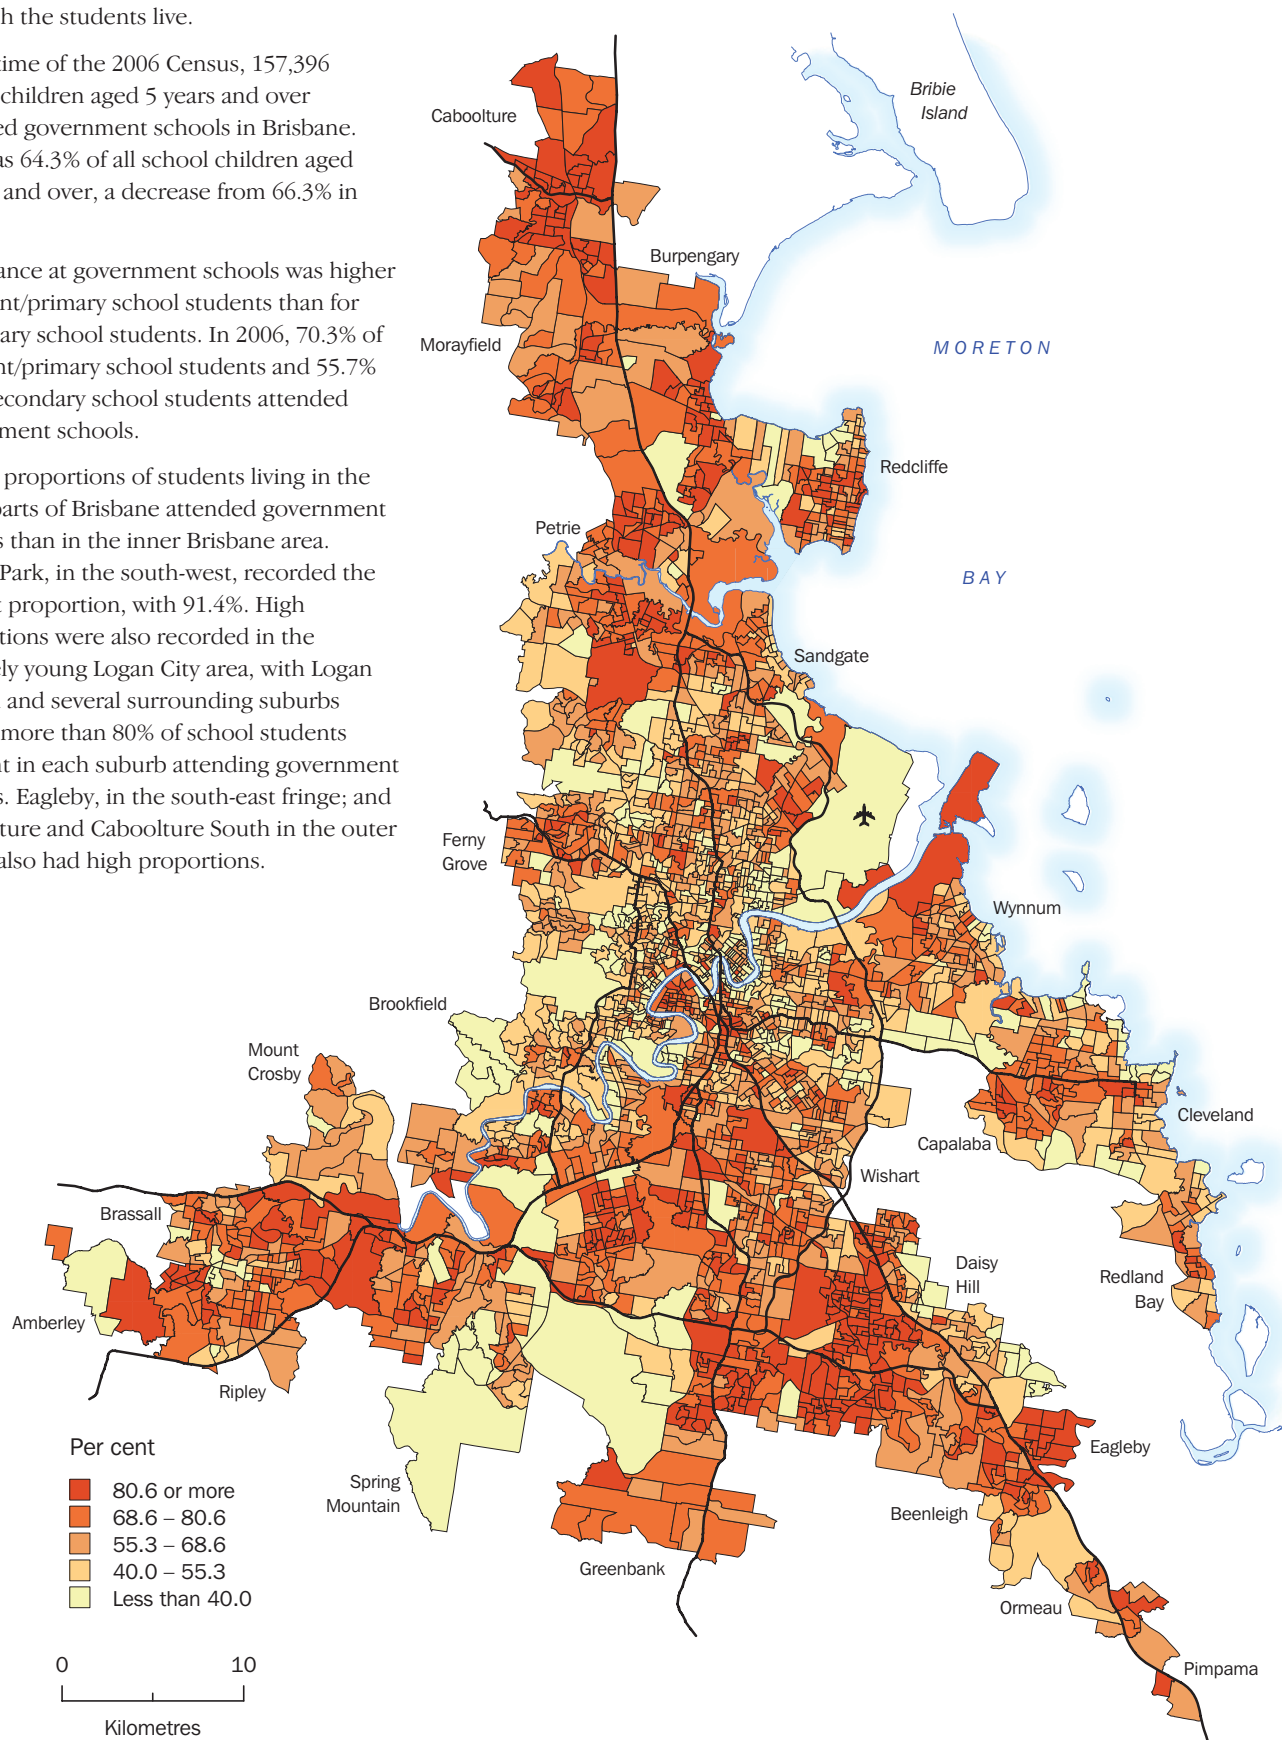 h the students live.
time of the 2006 Census, 157,396
children aged 5 years and over
ed government schools in Brisbane.
as 64.3% of all school children aged
and over, a decrease from 66.3% in
ance at government schools was higher
nt/primary school students than for
ary school students. In 2006, 70.3% of
nt/primary school students and 55.7%
econdary school students attended
nment schools.
proportions of students living in the
parts of Brisbane attended government
s than in the inner Brisbane area.
Park, in the south-west, recorded the
t proportion, with 91.4%. High
tions were also recorded in the
ely young Logan City area, with Logan
and several surrounding suburbs
more than 80% of school students
nt in each suburb attending government
s. Eagleby, in the south-east fringe; and
ture and Caboolture South in the outer
also had high proportions.
Caboolture
Bribie
Island
Burpengary
Morayfield
MORETON
Redcliffe
Petrie
BAY
Sandgate
Ferny
Grove
Wynnum
Brookfield
Mount
Crosby
Cleveland
Capalaba
Wishart
Brassall
Daisy
Hill
Redland
Bay
Amberley
Ripley
Eagleby
Spring
Mountain
Beenleigh
Greenbank
Ormeau
Pimpama
Per cent
80.6 or more
68.6 – 80.6
55.3 – 68.6
40.0 – 55.3
Less than 40.0
0 10
Kilometres